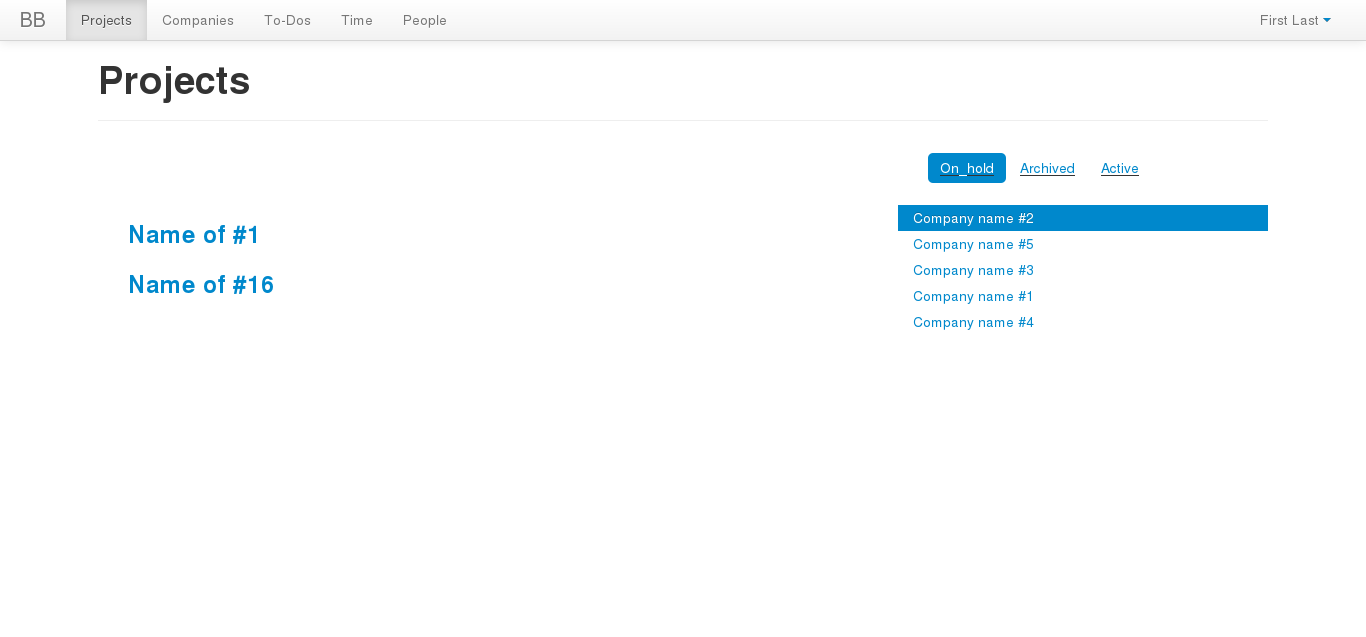 BB Projects Companies To-Dos Time People First Last
Projects
On_hold Archived Active
Name of #1
Name of #16
Company name #2
Company name #5
Company name #3
Company name #1
Company name #4